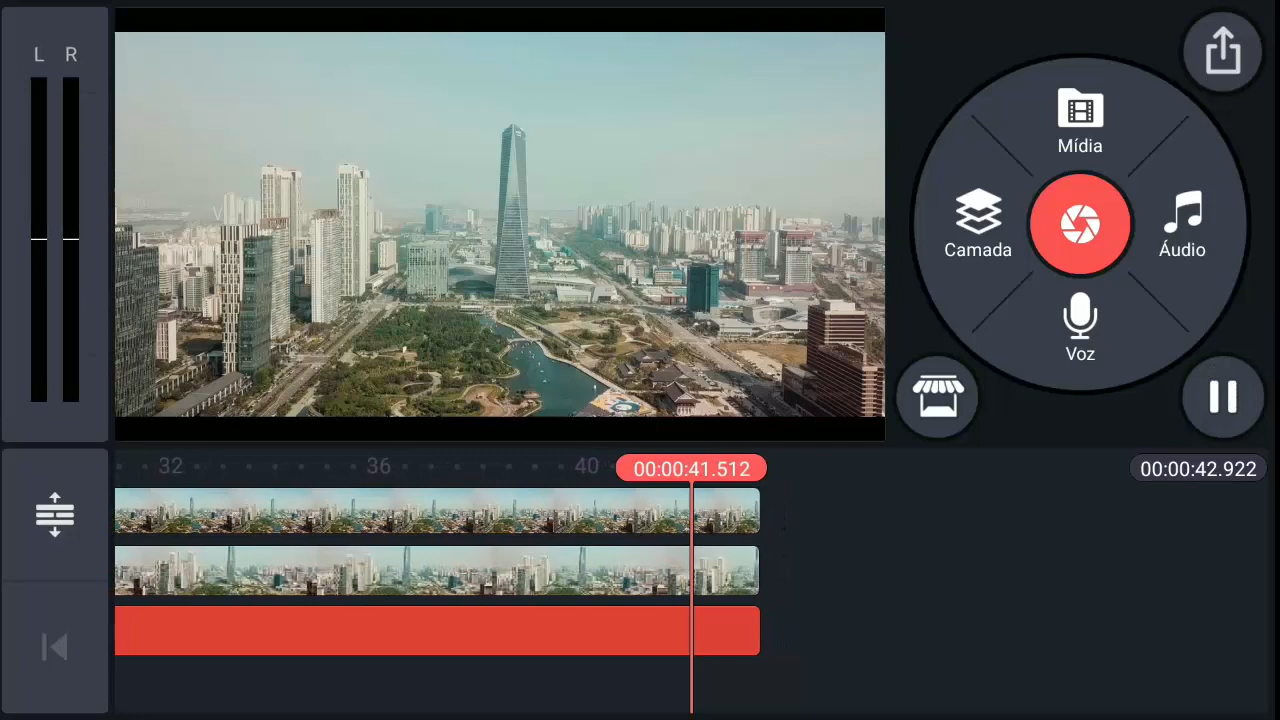 L R
Mídia
Camada
Áudio
Voz
32 36 40
00:00:41.512
00:00:42.922